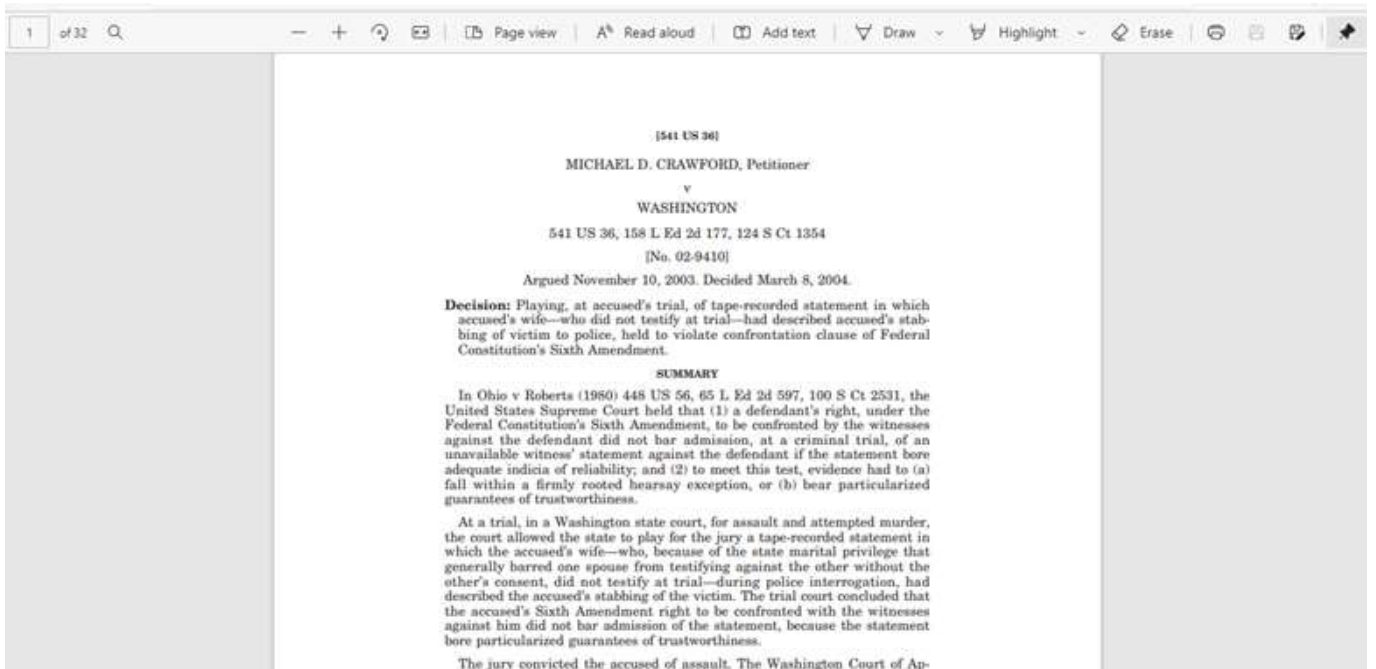 1 of 32 Page view Read aloud Add text Draw Highlight Erase
[541 US 36]
MICHAEL D. CRAWFORD, Petitioner
v
WASHINGTON
541 US 36, 158 L Ed 2d 177, 124 S Ct 1354
[No. 02-9410]
Argued November 10, 2003. Decided March 8, 2004.
Decision: Playing, at accused's trial, of tape-recorded statement in which
accused's wife—who did not testify at trial—had described accused's stab-
bing of victim to police, held to violate confrontation clause of Federal
Constitution's Sixth Amendment.
SUMMARY
In Ohio v Roberts (1980) 448 US 56, 65 L Ed 2d 597, 100 S Ct 2531, the
United States Supreme Court held that (1) a defendant's right, under the
Federal Constitution's Sixth Amendment, to be confronted by the witnesses
against the defendant did not bar admission, at a criminal trial, of an
unavailable witness' statement against the defendant if the statement bore
adequate indicia of reliability; and (2) to meet this test, evidence had to (a)
fall within a firmly rooted hearsay exception, or (b) bear particularized
guarantees of trustworthiness.
At a trial, in a Washington state court, for assault and attempted murder,
the court allowed the state to play for the jury a tape-recorded statement in
which the accused's wife—who, because of the state marital privilege that
generally barred one spouse from testifying against the other without the
other's consent, did not testify at trial—during police interrogation, had
described the accused's stabbing of the victim. The trial court concluded that
the accused's Sixth Amendment right to be confronted with the witnesses
against him did not bar admission of the statement, because the statement
bore particularized guarantees of trustworthiness.
The jury convicted the accused of assault. The Washington Court of Ap-